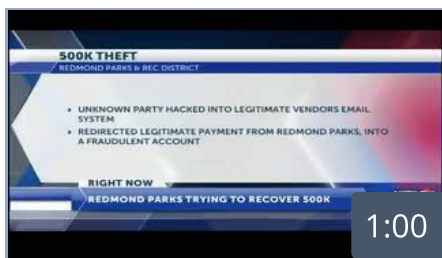 500K THEFT
REDMOND PARKS & REC DISTRICT
UNKNOWN PARTY HACKED INTO LEGITIMATE VENDORS EMAIL
SYSTEM
REDIRECTED LEGITIMATE PAYMENT FROM REDMOND PARKS, INTO
A FRAUDULENT ACCOUNT
RIGHT NOW
REDMOND PARKS TRYING TO RECOVER 500K
1:00